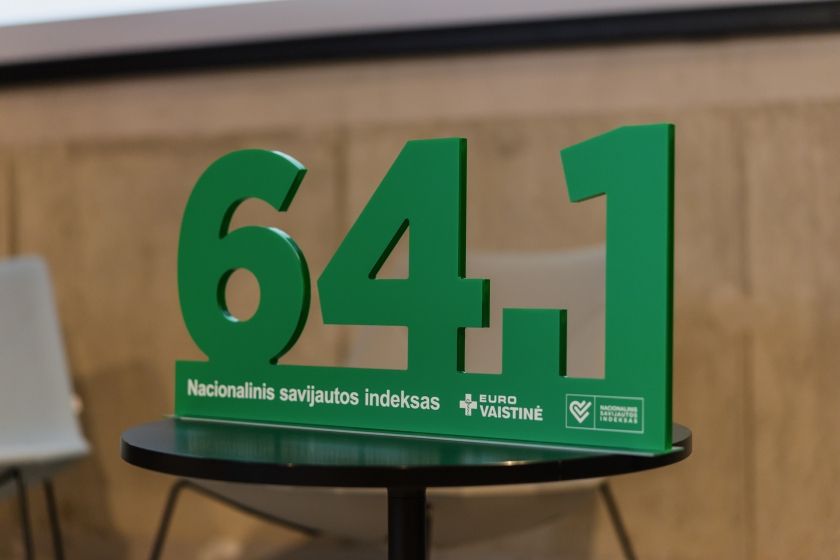 64.1
Nacionalinis savijautos indeksas
EURO
VAISTINĖ
NACIONALINIS
SAVIJAUTOS
INDEKSAS